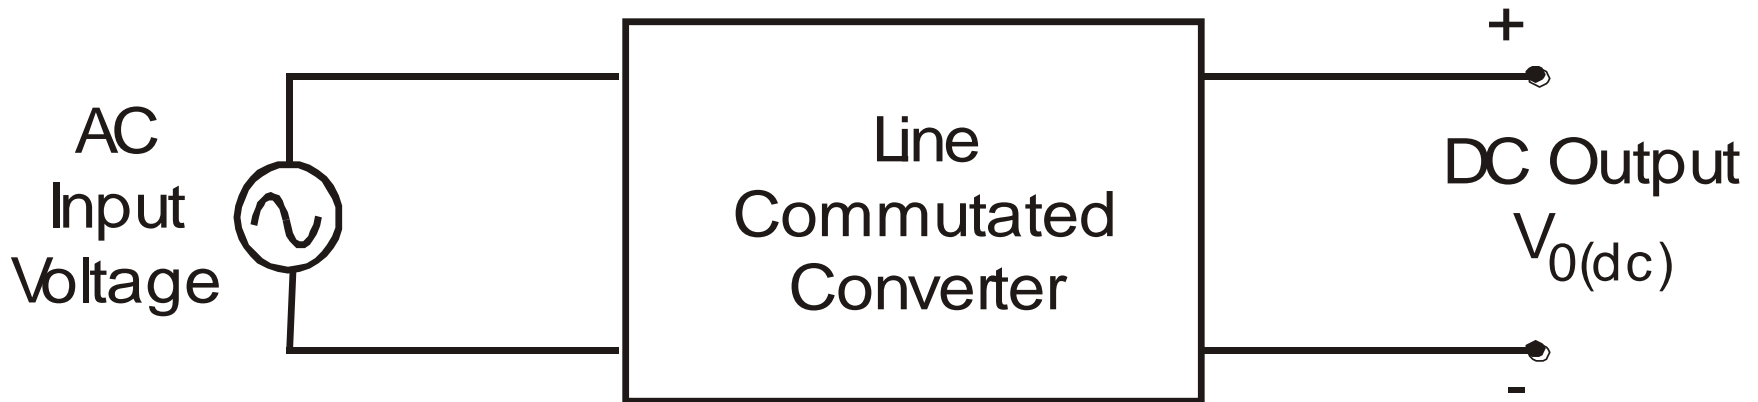 AC
Input
Voltage
Line
Commutated
Converter
+
DC Output
V0(dc)
-